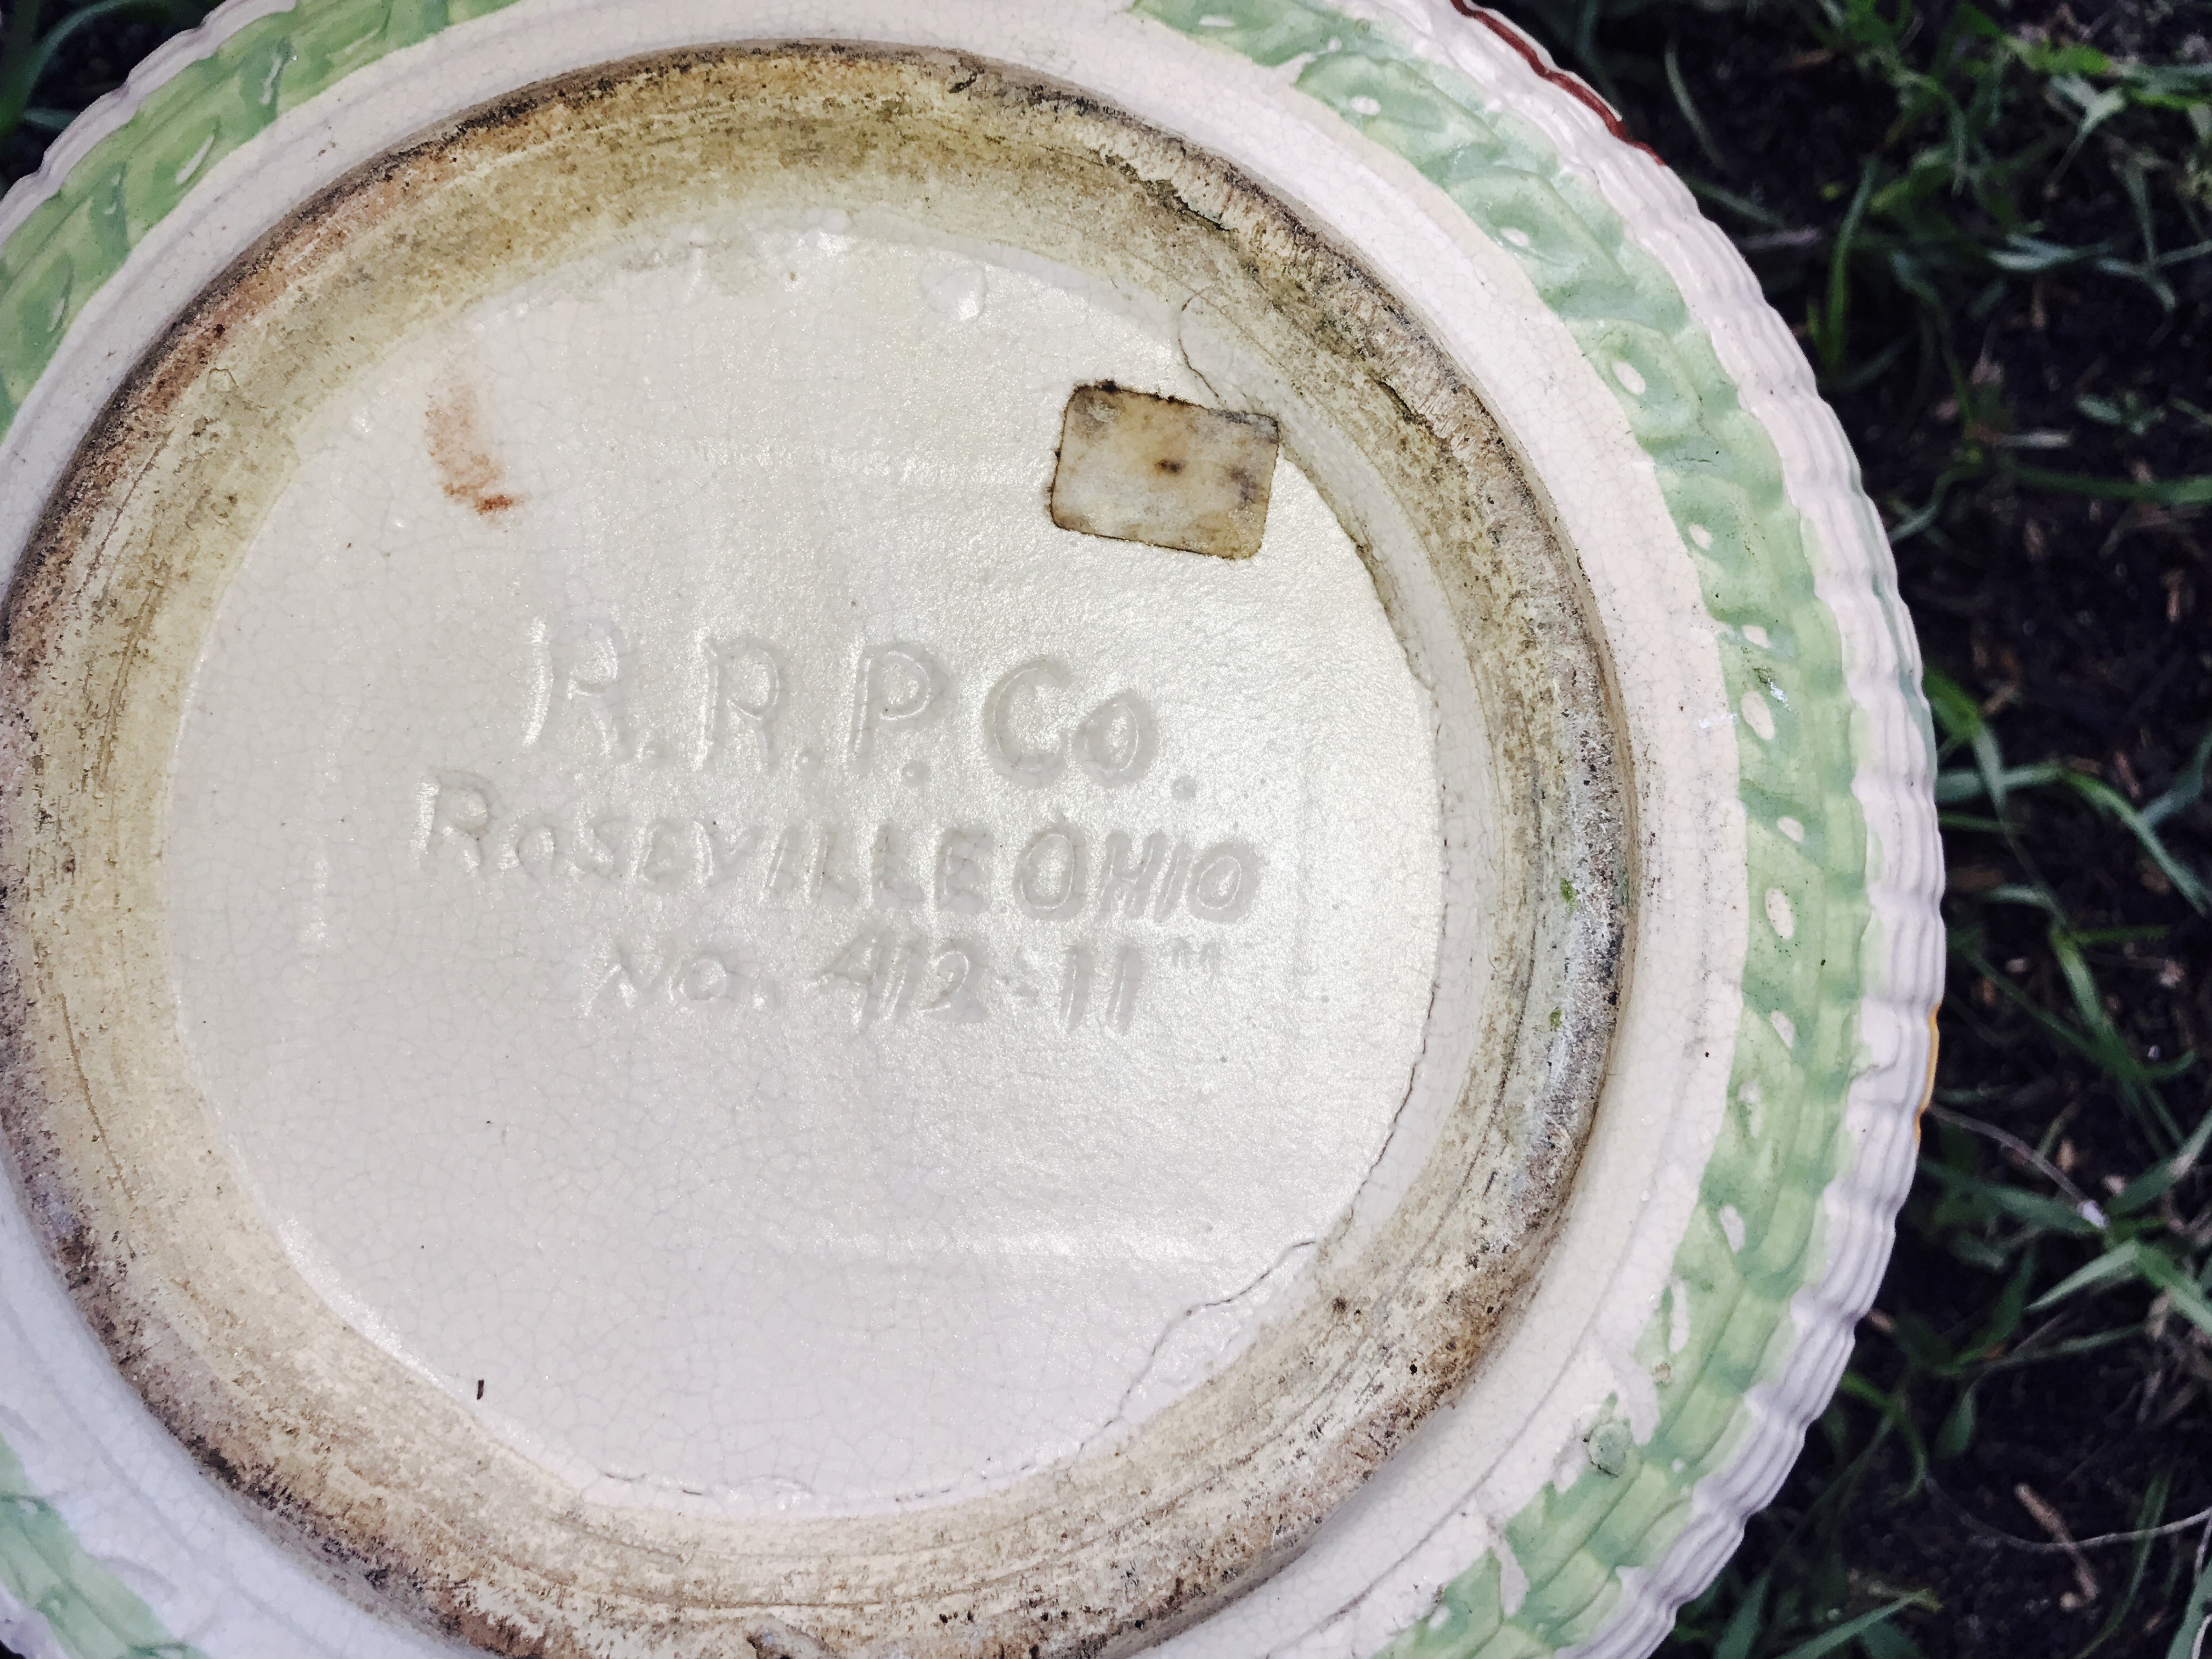 R.R.P. Co.
ROSEVILLE OHIO
NO. 412-11"